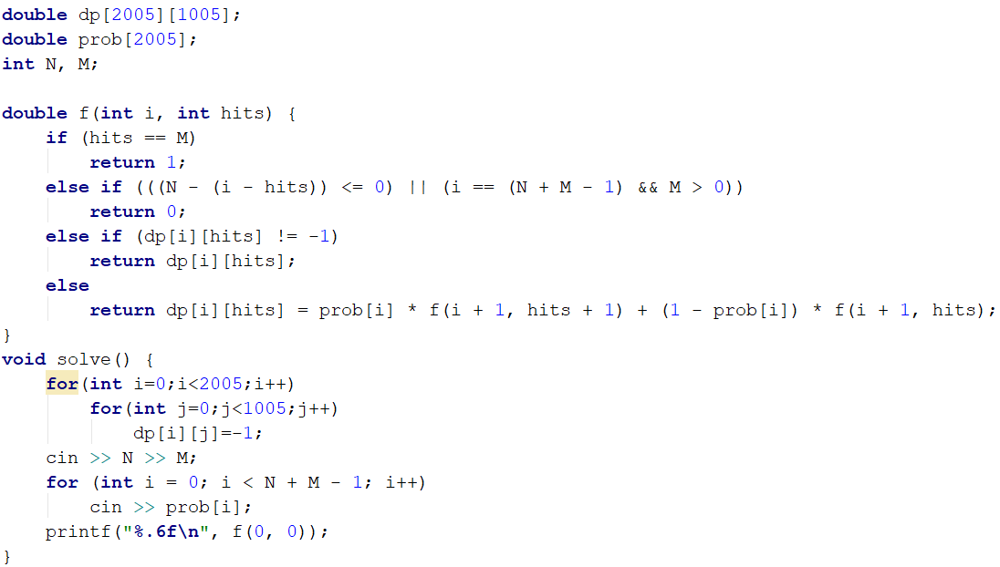 double dp[2005][1005];
double prob[2005];
int N, M;

double f(int i, int hits) {
    if (hits == M)
        return 1;
    else if (((N - (i - hits)) <= 0) || (i == (N + M - 1) && M > 0))
        return 0;
    else if (dp[i][hits] != -1)
        return dp[i][hits];
    else
        return dp[i][hits] = prob[i] * f(i + 1, hits + 1) + (1 - prob[i]) * f(i + 1, hits);
}
void solve() {
    for(int i=0;i<2005;i++)
        for(int j=0;j<1005;j++)
            dp[i][j]=-1;
    cin >> N >> M;
    for (int i = 0; i < N + M - 1; i++)
        cin >> prob[i];
    printf("%.6f\n", f(0, 0));
}